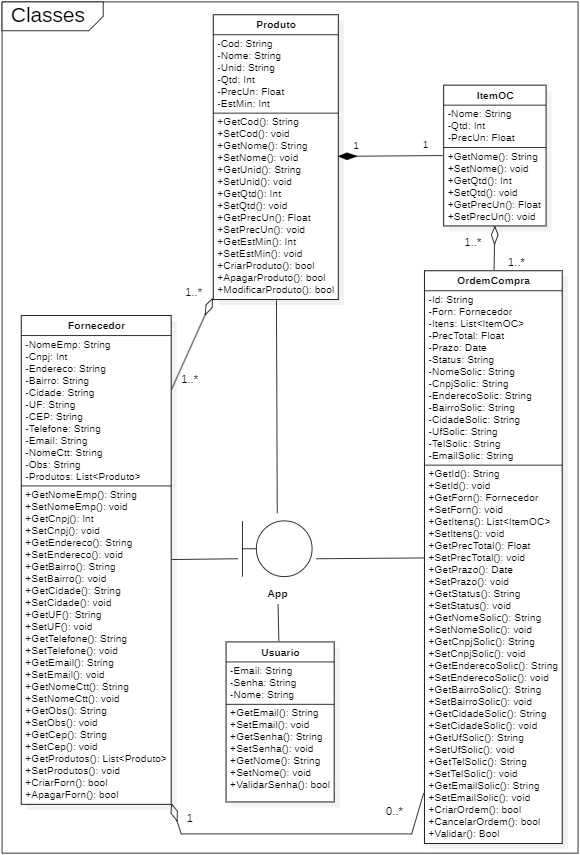 Classes
Produto
-Cod: String
-Nome: String
-Unid: String
-Qtd: Int
-PrecUn: Float
-EstMin: Int
+GetCod(): String
+SetCod(): void
+GetNome(): String
+SetNome(): void
+GetUnid(): String
+SetUnid(): void
+GetQtd(): Int
+SetQtd(): void
+GetPrecUn(): Float
+SetPrecUn(): void
+GetEstMin(): Int
+SetEstMin(): void
+CriarProduto(): bool
+ApagarProduto(): bool
+ModificarProduto(): bool
1
1
ItemOC
-Nome: String
-Qtd: Int
-PrecUn: Float
+GetNome(): String
+SetNome(): void
+GetQtd(): Int
+SetQtd(): void
+GetPrecUn(): Float
+SetPrecUn(): void
1..*
1..*
1..*
1..*
Fornecedor
-NomeEmp: String
-Cnpj: Int
-Endereco: String
-Bairro: String
-Cidade: String
-UF: String
-CEP: String
-Telefone: String
-Email: String
-NomeCtt: String
-Obs: String
-Produtos: List<Produto>
+GetNomeEmp(): String
+SetNomeEmp(): void
+GetCnpj(): Int
+SetCnpj(): void
+GetEndereco(): String
+SetEndereco(): void
+GetBairro(): String
+SetBairro(): void
+GetCidade(): String
+SetCidade(): void
+GetUF(): String
+SetUF(): void
+GetTelefone(): String
+SetTelefone(): void
+GetEmail(): String
+SetEmail(): void
+GetNomeCtt(): String
+SetNomeCtt(): void
+GetObs(): String
+SetObs(): void
+GetCep(): String
+SetCep(): void
+GetProdutos(): List<Produto>
+SetProdutos(): void
+CriarForn(): bool
+ApagarForn(): bool
App
Usuario
-Email: String
-Senha: String
-Nome: String
+GetEmail(): String
+SetEmail(): void
+GetSenha(): String
+SetSenha(): void
+GetNome(): String
+SetNome(): void
+ValidarSenha(): bool
OrdemCompra
-Id: String
-Forn: Fornecedor
-Itens: List<ItemOC>
-PrecTotal: Float
-Prazo: Date
-Status: String
-NomeSolic: String
-CnpjSolic: String
-EnderecoSolic: String
-BairroSolic: String
-CidadeSolic: String
-UfSolic: String
-TelSolic: String
-EmailSolic: String
+GetId(): String
+SetId(): void
+GetForn(): Fornecedor
+SetForn(): void
+GetItens(): List<ItemOC>
+SetItens(): void
+GetPrecTotal(): Float
+SetPrecTotal(): void
+GetPrazo(): Date
+SetPrazo(): void
+GetStatus(): String
+SetStatus(): void
+GetNomeSolic(): String
+SetNomeSolic(): void
+GetCnpjSolic(): String
+SetCnpjSolic(): void
+GetEnderecoSolic(): String
+SetEnderecoSolic(): void
+GetBairroSolic(): String
+SetBairroSolic(): void
+GetCidadeSolic(): String
+SetCidadeSolic(): void
+GetUfSolic(): String
+SetUfSolic(): void
+GetTelSolic(): String
+SetTelSolic(): void
+GetEmailSolic(): String
+SetEmailSolic(): void
+CriarOrdem(): bool
+CancelarOrdem(): bool
+Validar(): Bool
1
0..*